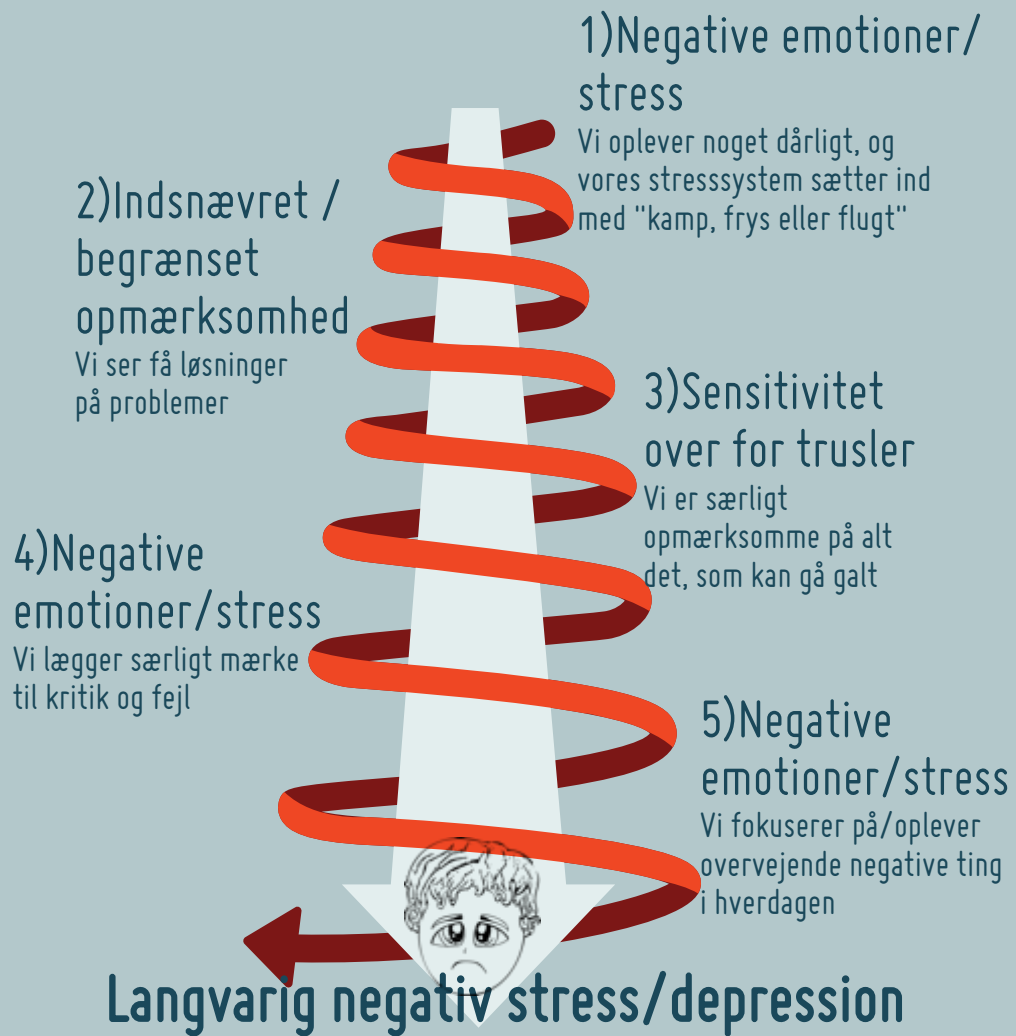 1)Negative emotioner/
stress
Vi oplever noget dårligt, og
vores stresssystem sætter ind
med "kamp, frys eller flugt"
2)Indsnævret /
begrænset
opmærksomhed
Vi ser få løsninger
på problemer
3)Sensitivitet
over for trusler
Vi er særligt
opmærksomme på alt
det, som kan gå galt
4)Negative
emotioner/stress
Vi lægger særligt mærke
til kritik og fejl
5)Negative
emotioner/stress
Vi fokuserer på/oplever
overvejende negative ting
i hverdagen
Langvarig negativ stress/depression